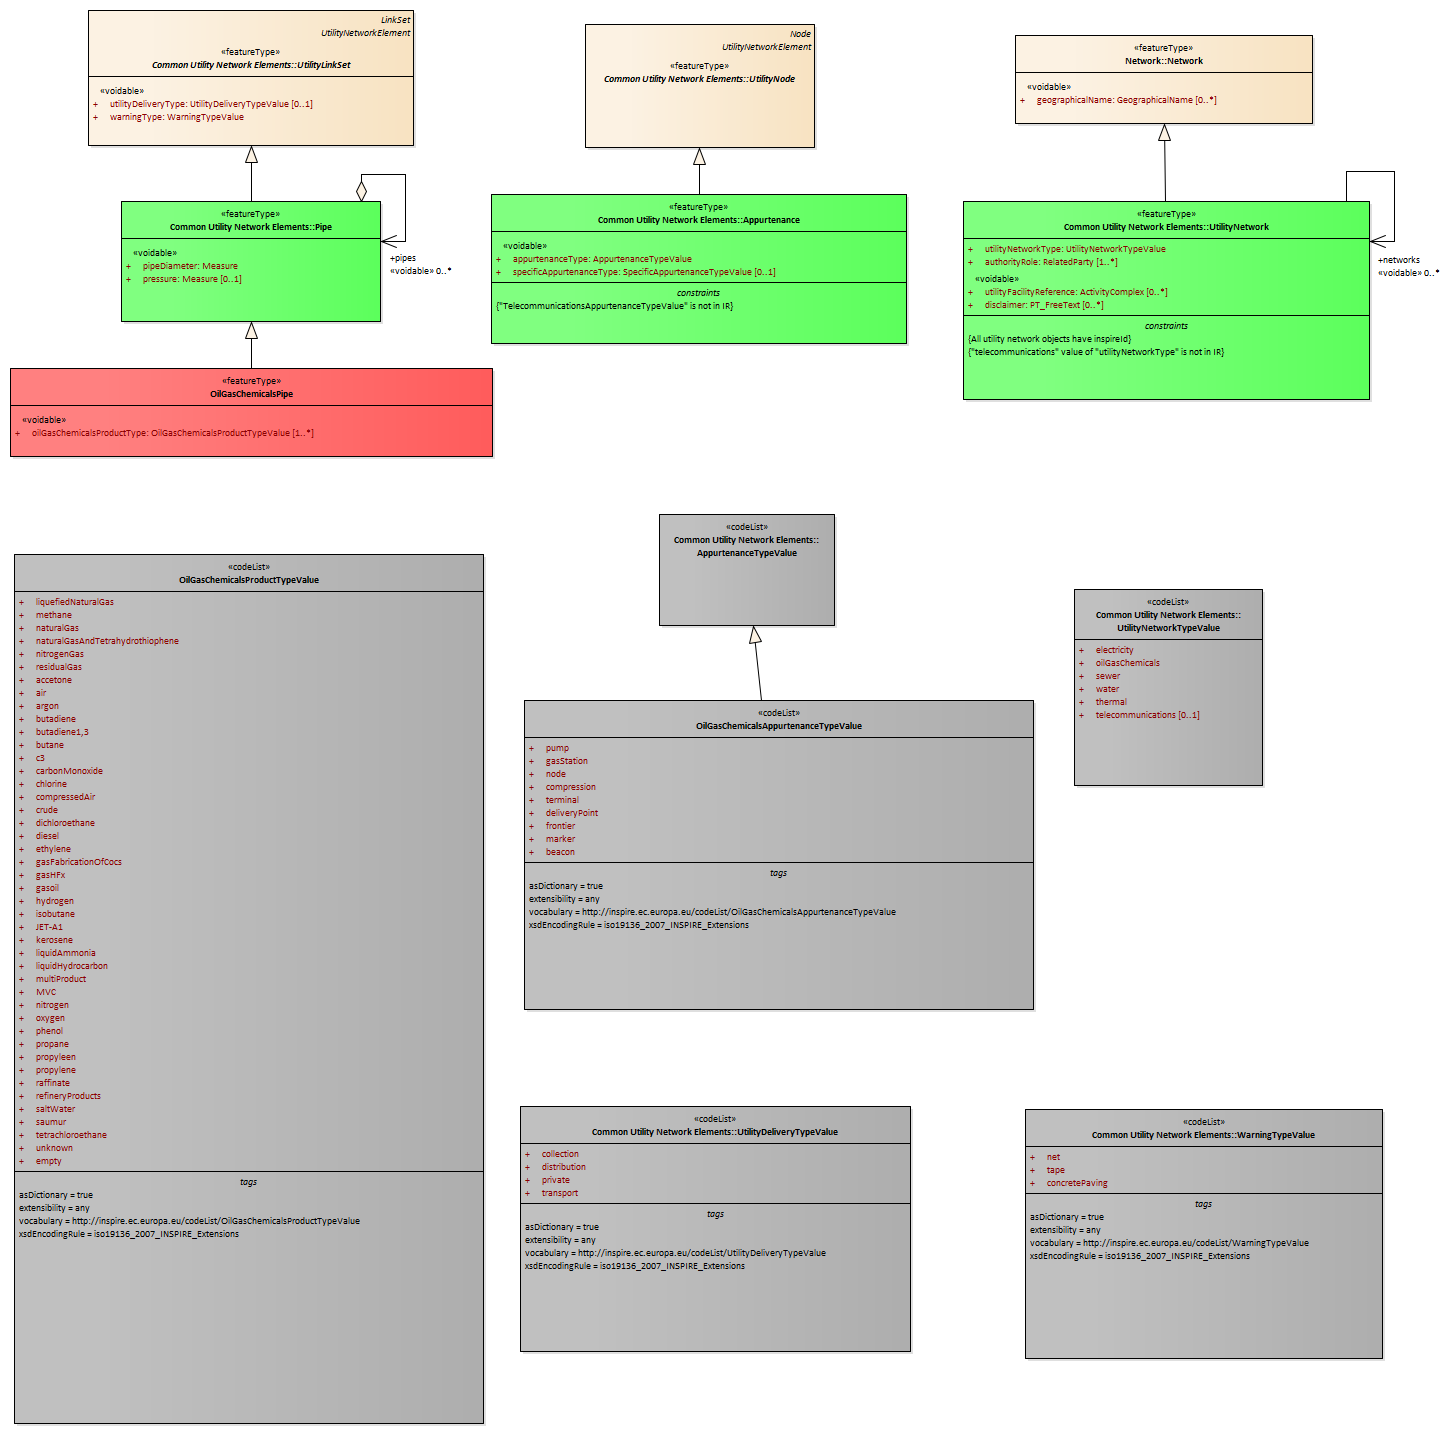 LinkSet
UtilityNetworkElement
«featureType»
Common Utility Network Elements::UtilityLinkSet
«voidable»
+ utilityDeliveryType: UtilityDeliveryTypeValue [0..1]
+ warningType: WarningTypeValue
Node
UtilityNetworkElement
«featureType»
Common Utility Network Elements::UtilityNode
«featureType»
Network::Network
«voidable»
+ geographicalName: GeographicalName [0..*]
«featureType»
Common Utility Network Elements::Pipe
«voidable»
+ pipeDiameter: Measure
+ pressure: Measure [0..1]
+pipes
«voidable» 0..*
«featureType»
Common Utility Network Elements::Appurtenance
«voidable»
+ appurtenanceType: AppurtenanceTypeValue
+ specificAppurtenanceType: SpecificAppurtenanceTypeValue [0..1]
constraints
{"TelecommunicationsAppurtenanceTypeValue" is not in IR}
«featureType»
Common Utility Network Elements::UtilityNetwork
+ utilityNetworkType: UtilityNetworkTypeValue
+ authorityRole: RelatedParty [1..*]
«voidable»
+ utilityFacilityReference: ActivityComplex [0..*]
+ disclaimer: PT_FreeText [0..*]
constraints
{All utility network objects have inspireId}
{"telecommunications" value of "utilityNetworkType" is not in IR}
+networks
«voidable» 0..*
«featureType»
OilGasChemicalsPipe
«voidable»
+ oilGasChemicalsProductType: OilGasChemicalsProductTypeValue [1..*]
«codeList»
OilGasChemicalsProductTypeValue
+ liquefiedNaturalGas
+ methane
+ naturalGas
+ naturalGasAndTetrahydrothiophene
+ nitrogenGas
+ residualGas
+ accetone
+ air
+ argon
+ butadiene
+ butadiene1,3
+ butane
+ c3
+ carbonMonoxide
+ chlorine
+ compressedAir
+ crude
+ dichloroethane
+ diesel
+ ethylene
+ gasFabricationOfCocs
+ gasHFx
+ gasoil
+ hydrogen
+ isobutane
+ JET-A1
+ kerosene
+ liquidAmmonia
+ liquidHydrocarbon
+ multiProduct
+ MVC
+ nitrogen
+ oxygen
+ phenol
+ propane
+ propyleen
+ propylene
+ raffinate
+ refineryProducts
+ saltWater
+ saumur
+ tetrachloroethane
+ unknown
+ empty
tags
asDictionary = true
extensibility = any
vocabulary = http://inspire.ec.europa.eu/codeList/OilGasChemicalsProductTypeValue
xsdEncodingRule = iso19136_2007_INSPIRE_Extensions
«codeList»
Common Utility Network Elements::
AppurtenanceTypeValue
«codeList»
OilGasChemicalsAppurtenanceTypeValue
+ pump
+ gasStation
+ node
+ compression
+ terminal
+ deliveryPoint
+ frontier
+ marker
+ beacon
tags
asDictionary = true
extensibility = any
vocabulary = http://inspire.ec.europa.eu/codeList/OilGasChemicalsAppurtenanceTypeValue
xsdEncodingRule = iso19136_2007_INSPIRE_Extensions
«codeList»
Common Utility Network Elements::
UtilityNetworkTypeValue
+ electricity
+ oilGasChemicals
+ sewer
+ water
+ thermal
+ telecommunications [0..1]
«codeList»
Common Utility Network Elements::UtilityDeliveryTypeValue
+ collection
+ distribution
+ private
+ transport
tags
asDictionary = true
extensibility = any
vocabulary = http://inspire.ec.europa.eu/codeList/UtilityDeliveryTypeValue
xsdEncodingRule = iso19136_2007_INSPIRE_Extensions
«codeList»
Common Utility Network Elements::WarningTypeValue
+ net
+ tape
+ concretePaving
tags
asDictionary = true
extensibility = any
vocabulary = http://inspire.ec.europa.eu/codeList/WarningTypeValue
xsdEncodingRule = iso19136_2007_INSPIRE_Extensions